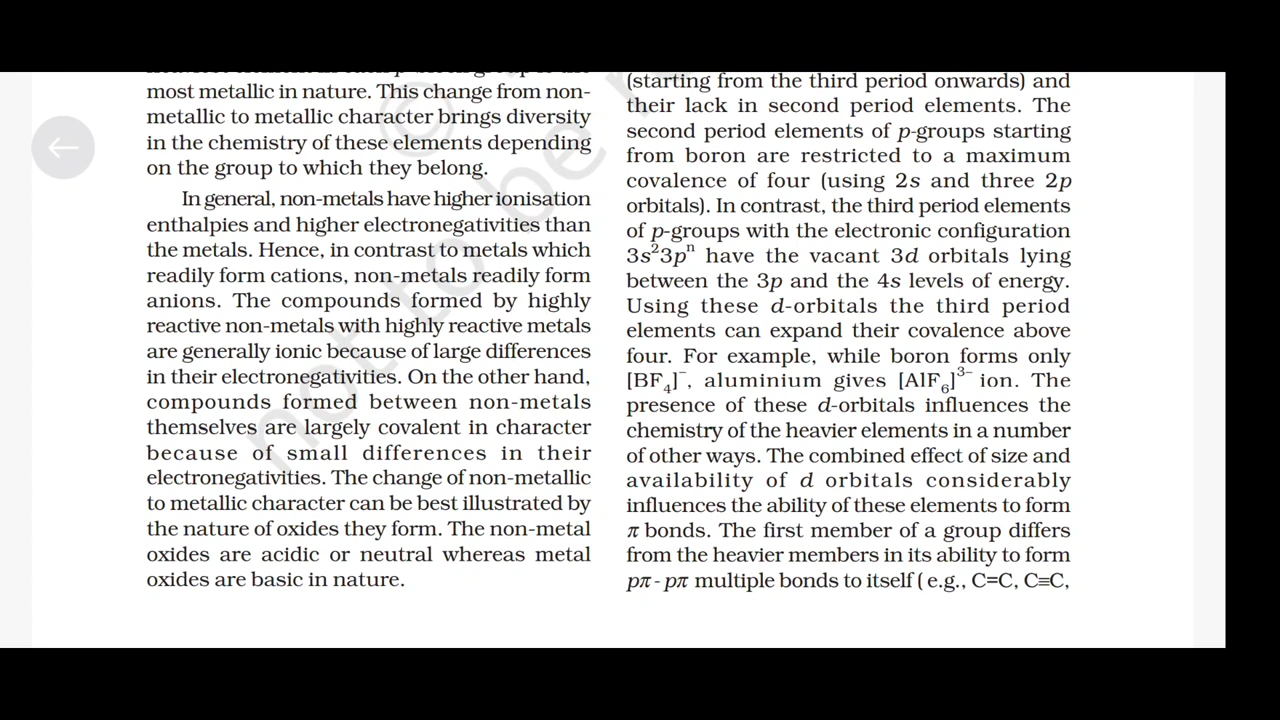 most metallic in nature. This change from non-
metallic to metallic character brings diversity
in the chemistry of these elements depending
on the group to which they belong.
In general, non-metals have higher ionisation
enthalpies and higher electronegativities than
the metals. Hence, in contrast to metals which
readily form cations, non-metals readily form
anions. The compounds formed by highly
reactive non-metals with highly reactive metals
are generally ionic because of large differences
in their electronegativities. On the other hand,
compounds formed between non-metals
themselves are largely covalent in character
because of small differences in their
electronegativities. The change of non-metallic
to metallic character can be best illustrated by
the nature of oxides they form. The non-metal
oxides are acidic or neutral whereas metal
oxides are basic in nature.
(starting from the third period onwards) and
their lack in second period elements. The
second period elements of p-groups starting
from boron are restricted to a maximum
covalence of four (using 2s and three 2p
orbitals). In contrast, the third period elements
of p-groups with the electronic configuration
3s²3pⁿ have the vacant 3d orbitals lying
between the 3p and the 4s levels of energy.
Using these d-orbitals the third period
elements can expand their covalence above
four. For example, while boron forms only
[BF₄]⁻, aluminium gives [AlF₆]³⁻ ion. The
presence of these d-orbitals influences the
chemistry of the heavier elements in a number
of other ways. The combined effect of size and
availability of d orbitals considerably
influences the ability of these elements to form
π bonds. The first member of a group differs
from the heavier members in its ability to form
pπ - pπ multiple bonds to itself ( e.g., C=C, C≡C,
© not to be